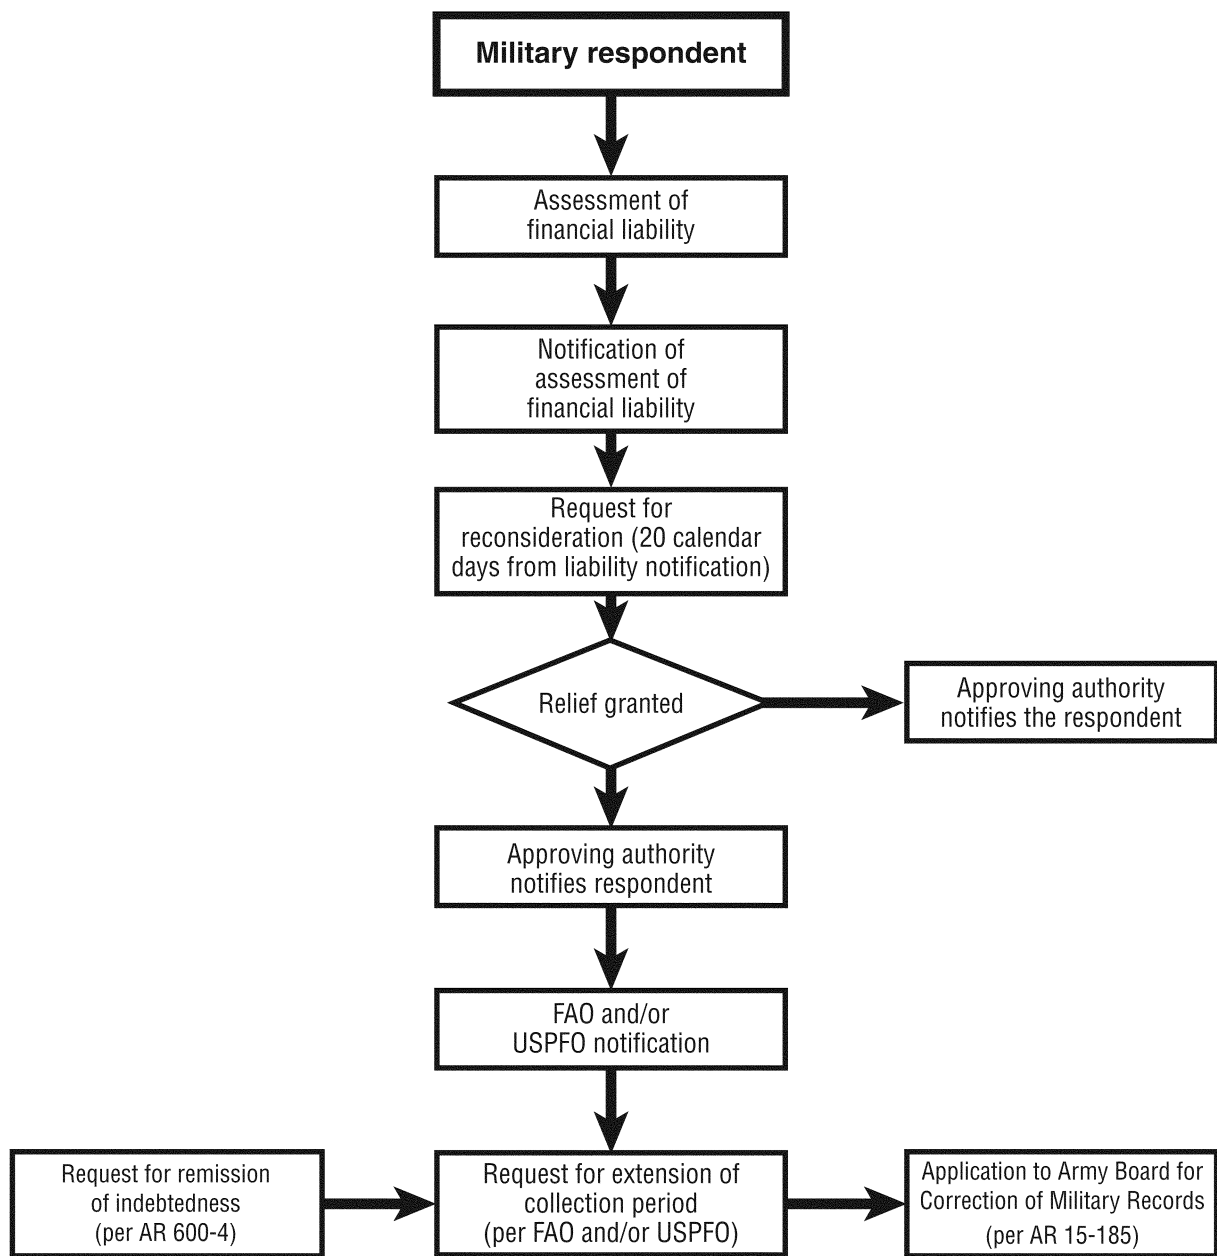 Military respondent
Assessment of
financial liability
Notification of
assessment of
financial liability
Request for
reconsideration (20 calendar
days from liability notification)
Relief granted
Approving authority
notifies the respondent
Approving authority
notifies respondent
FAO and/or
USPFO notification
Request for remission
of indebtedness
(per AR 600-4)
Request for extension of
collection period
(per FAO and/or USPFO)
Application to Army Board for
Correction of Military Records
(per AR 15-185)